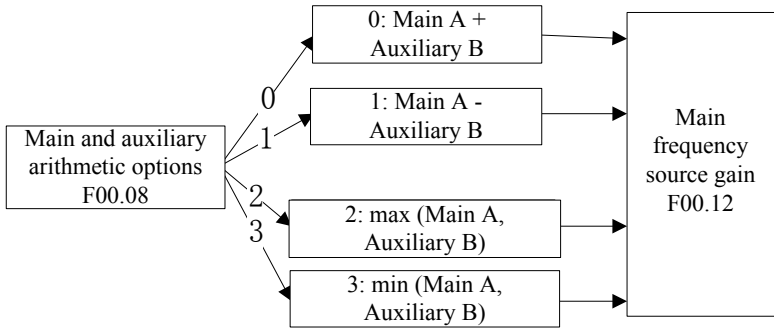 Main and auxiliary
arithmetic options
F00.08
0
1
2
3
0: Main A +
Auxiliary B
1: Main A -
Auxiliary B
2: max (Main A,
Auxiliary B)
3: min (Main A,
Auxiliary B)
Main
frequency
source gain
F00.12